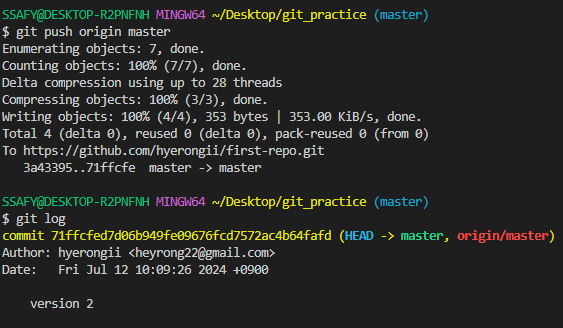 SSAFY@DESKTOP-R2PNFNH MINGW64 ~/Desktop/git_practice (master)
$ git push origin master
Enumerating objects: 7, done.
Counting objects: 100% (7/7), done.
Delta compression using up to 28 threads
Compressing objects: 100% (3/3), done.
Writing objects: 100% (4/4), 353 bytes | 353.00 KiB/s, done.
Total 4 (delta 0), reused 0 (delta 0), pack-reused 0 (from 0)
To https://github.com/hyerongii/first-repo.git
   3a43395..71ffcfe  master -> master

SSAFY@DESKTOP-R2PNFNH MINGW64 ~/Desktop/git_practice (master)
$ git log
commit 71ffcfed7d06b949fe09676fcd7572ac4b64fafd (HEAD -> master, origin/master)
Author: hyerongii <heyrong22@gmail.com>
Date:   Fri Jul 12 10:09:26 2024 +0900

    version 2